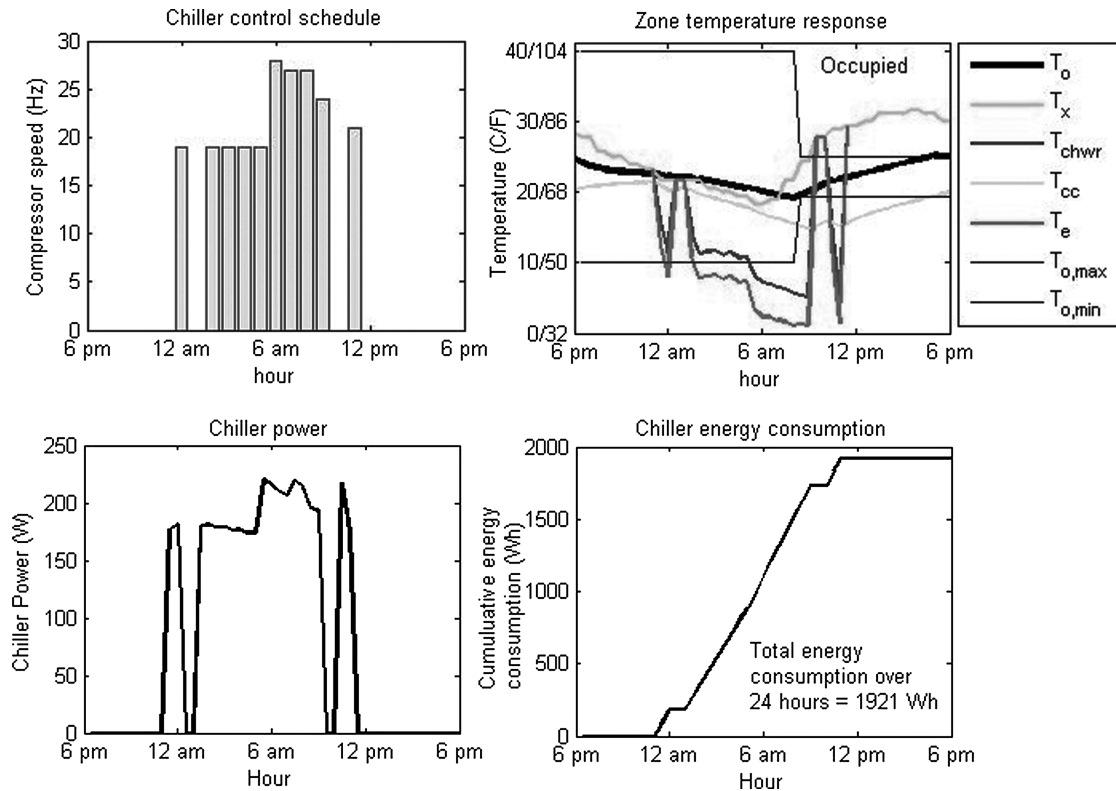 Chiller control schedule
Compressor speed (Hz)
30
25
20
15
10
5
0
6 pm 12 am 6 am 12 pm 6 pm
hour
Zone temperature response
Temperature (C/F)
40/104
30/86
20/68
10/50
0/32
Occupied
6 pm 12 am 6 am 12 pm 6 pm
hour
To
Tx
Tchwr
Tcc
Te
To,max
To,min
Chiller power
Chiller Power (W)
250
200
150
100
50
0
6 pm 12 am 6 am 12 pm 6 pm
Hour
Chiller energy consumption
Cumuluative energy
consumption (Wh)
2000
1500
1000
500
0
Total energy
consumption over
24 hours = 1921 Wh
6 pm 12 am 6 am 12 pm 6 pm
Hour